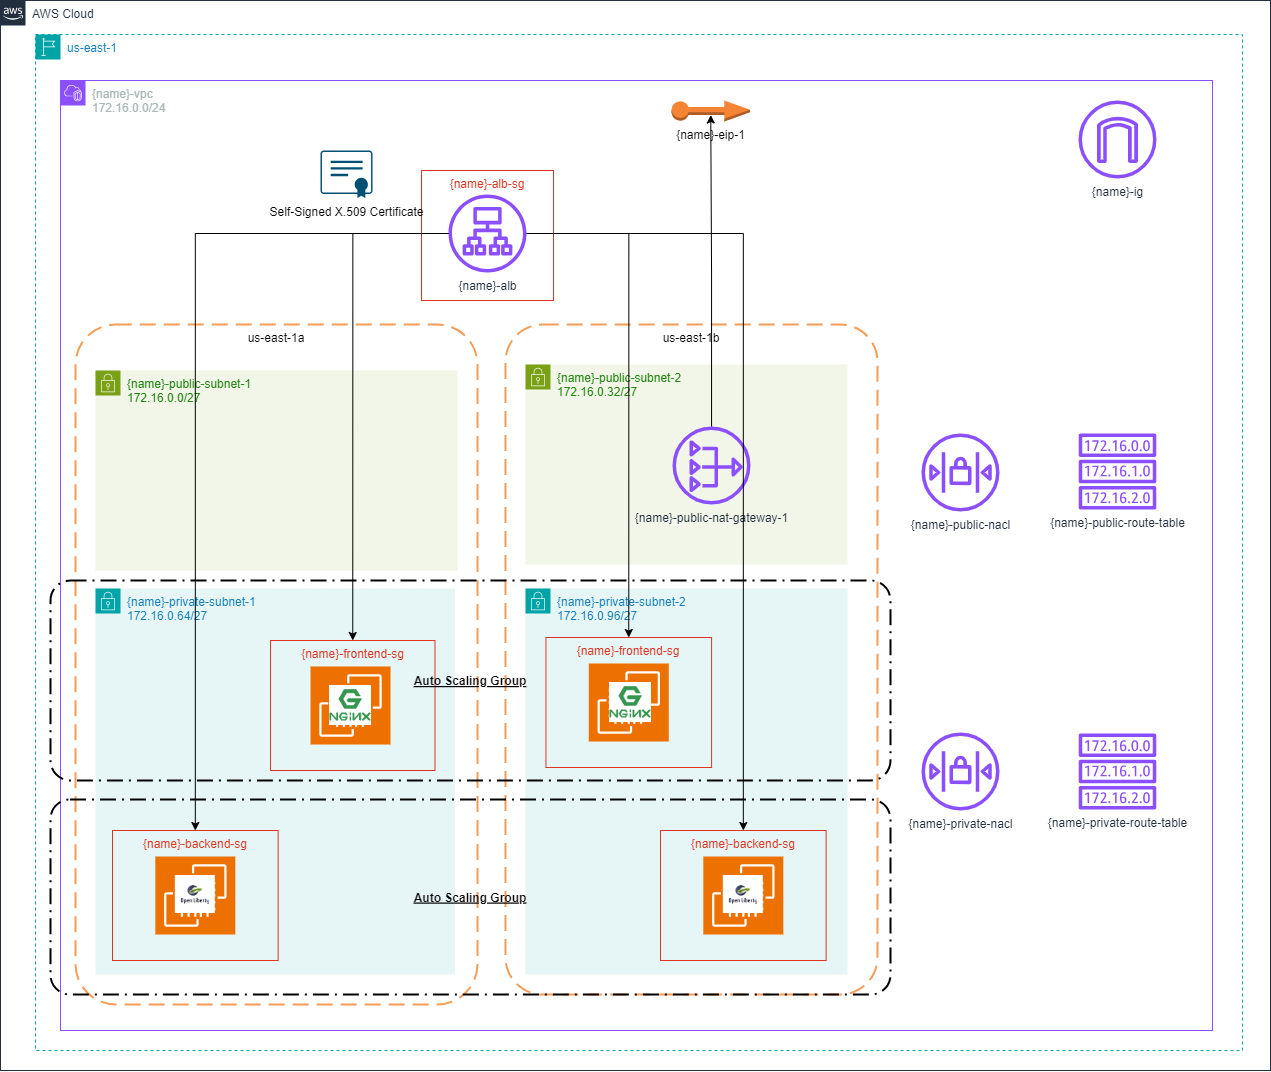 aws
AWS Cloud
us-east-1
{name}-vpc
172.16.0.0/24
{name}-eip-1
{name}-ig
Self-Signed X.509 Certificate
{name}-alb-sg
{name}-alb
us-east-1a
us-east-1b
{name}-public-subnet-1
172.16.0.0/27
{name}-public-subnet-2
172.16.0.32/27
{name}-public-nat-gateway-1
{name}-public-nacl
172.16.0.0
172.16.1.0
172.16.2.0
{name}-public-route-table
{name}-private-subnet-1
172.16.0.64/27
{name}-private-subnet-2
172.16.0.96/27
{name}-frontend-sg
G
NGiNX
Auto Scaling Group
{name}-frontend-sg
G
NGiNX
{name}-private-nacl
172.16.0.0
172.16.1.0
172.16.2.0
{name}-private-route-table
{name}-backend-sg
Open Liberty
Auto Scaling Group
{name}-backend-sg
Open Liberty